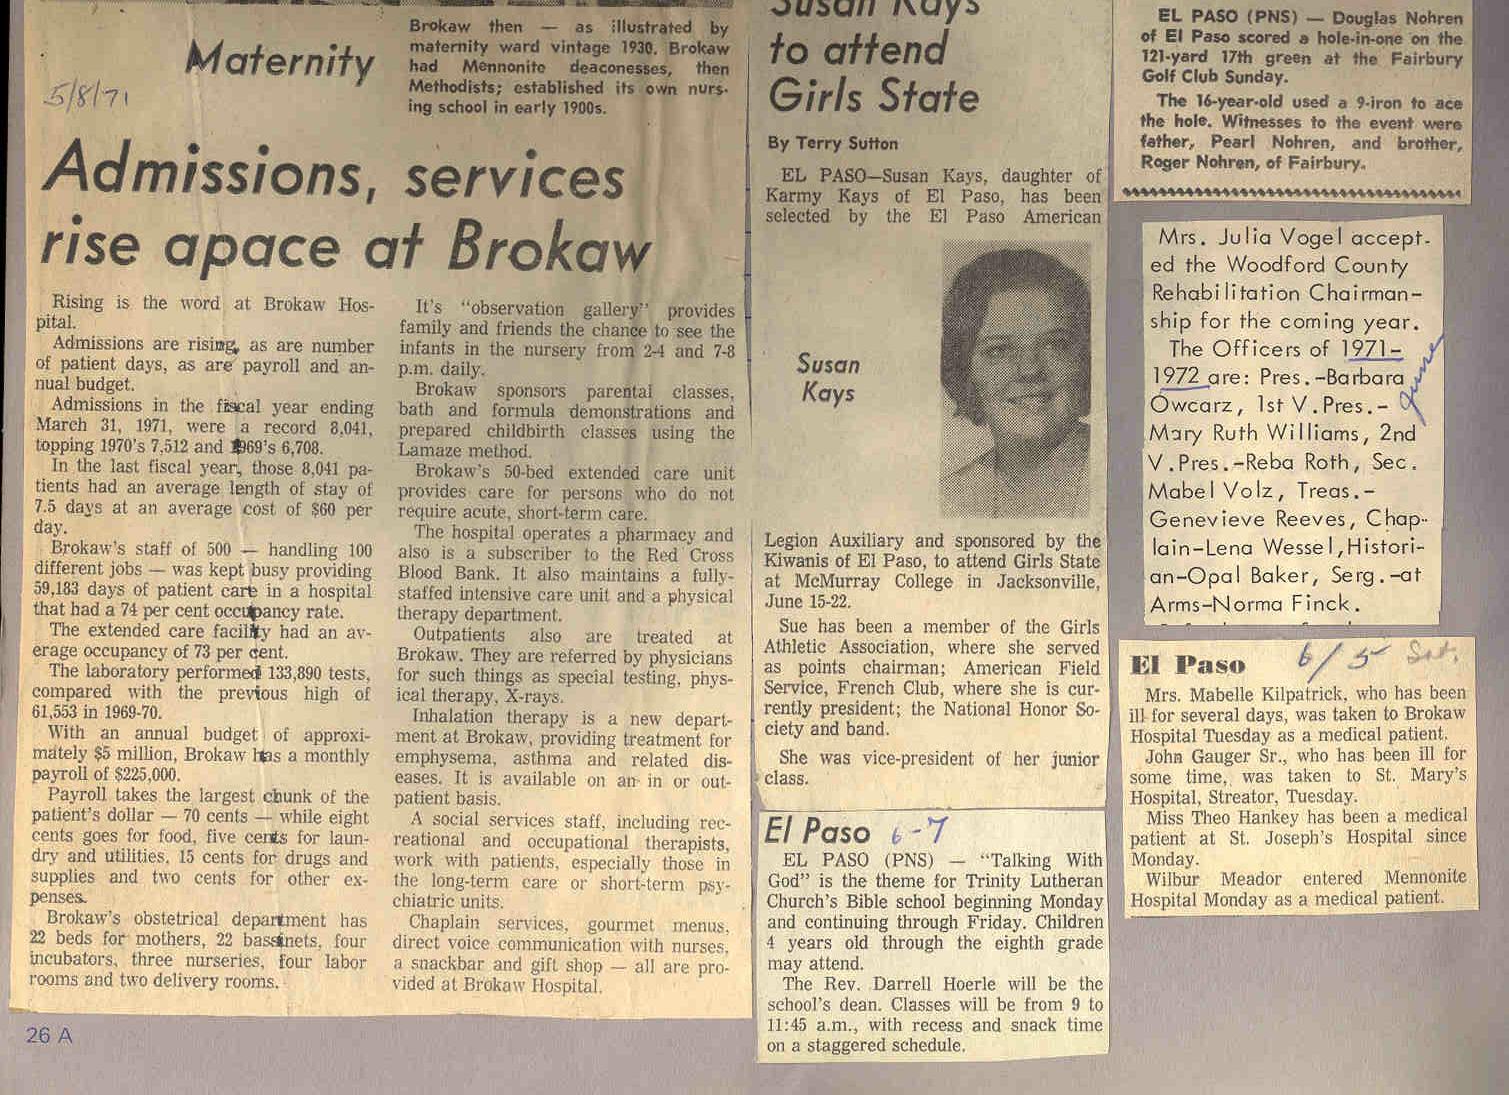 Maternity
5/8/71
Brokaw then — as illustrated by
maternity ward vintage 1930. Brokaw
had Mennonite deaconesses, then
Methodists; established its own nurs-
ing school in early 1900s.
Admissions, services
rise apace at Brokaw
Rising is the word at Brokaw Hos-
pital.
Admissions are rising, as are number
of patient days, as are payroll and an-
nual budget.
Admissions in the fiscal year ending
March 31, 1971, were a record 8,041,
topping 1970's 7,512 and 1969's 6,708.
In the last fiscal year, those 8,041 pa-
tients had an average length of stay of
7.5 days at an average cost of $60 per
day.
Brokaw's staff of 500 — handling 100
different jobs — was kept busy providing
59,183 days of patient care in a hospital
that had a 74 per cent occupancy rate.
The extended care facility had an av-
erage occupancy of 73 per cent.
The laboratory performed 133,890 tests,
compared with the previous high of
61,553 in 1969-70.
With an annual budget of approxi-
mately $5 million, Brokaw has a monthly
payroll of $225,000.
Payroll takes the largest chunk of the
patient's dollar — 70 cents — while eight
cents goes for food, five cents for laun-
dry and utilities, 15 cents for drugs and
supplies and two cents for other ex-
penses.
Brokaw's obstetrical department has
22 beds for mothers, 22 bassinets, four
incubators, three nurseries, four labor
rooms and two delivery rooms.
It's "observation gallery" provides
family and friends the chance to see the
infants in the nursery from 2-4 and 7-8
p.m. daily.
Brokaw sponsors parental classes,
bath and formula demonstrations and
prepared childbirth classes using the
Lamaze method.
Brokaw's 50-bed extended care unit
provides care for persons who do not
require acute, short-term care.
The hospital operates a pharmacy and
also is a subscriber to the Red Cross
Blood Bank. It also maintains a fully-
staffed intensive care unit and a physical
therapy department.
Outpatients also are treated at
Brokaw. They are referred by physicians
for such things as special testing, phys-
ical therapy, X-rays.
Inhalation therapy is a new depart-
ment at Brokaw, providing treatment for
emphysema, asthma and related dis-
eases. It is available on an in or out-
patient basis.
A social services staff, including rec-
reational and occupational therapists,
work with patients, especially those in
the long-term care or short-term psy-
chiatric units.
Chaplain services, gourmet menus,
direct voice communication with nurses,
a snackbar and gift shop — all are pro-
vided at Brokaw Hospital.
26 A
Susan Kays
to attend
Girls State
By Terry Sutton
EL PASO—Susan Kays, daughter of
Karmy Kays of El Paso, has been
selected by the El Paso American
Susan
Kays
Legion Auxiliary and sponsored by the
Kiwanis of El Paso, to attend Girls State
at McMurray College in Jacksonville,
June 15-22.
Sue has been a member of the Girls
Athletic Association, where she served
as points chairman; American Field
Service, French Club, where she is cur-
rently president; the National Honor So-
ciety and band.
She was vice-president of her junior
class.
El Paso 6-7
EL PASO (PNS) — "Talking With
God" is the theme for Trinity Lutheran
Church's Bible school beginning Monday
and continuing through Friday. Children
4 years old through the eighth grade
may attend.
The Rev. Darrell Hoerle will be the
school's dean. Classes will be from 9 to
11:45 a.m., with recess and snack time
on a staggered schedule.
EL PASO (PNS) — Douglas Nohren
of El Paso scored a hole-in-one on the
121-yard 17th green at the Fairbury
Golf Club Sunday.
The 16-year-old used a 9-iron to ace
the hole. Witnesses to the event were
father, Pearl Nohren, and brother,
Roger Nohren, of Fairbury.
Mrs. Julia Vogel accept-
ed the Woodford County
Rehabilitation Chairman-
ship for the coming year.
The Officers of 1971-
1972 are: Pres.-Barbara
Owcarz, 1st V.Pres.-
Mary Ruth Williams, 2nd
V.Pres.-Reba Roth, Sec.
Mabel Volz, Treas.-
Genevieve Reeves, Chap-
lain-Lena Wessel, Histori-
an-Opal Baker, Serg.-at
Arms-Norma Finck.
June
El Paso 6/5 Sat.
Mrs. Mabelle Kilpatrick, who has been
ill for several days, was taken to Brokaw
Hospital Tuesday as a medical patient.
John Gauger Sr., who has been ill for
some time, was taken to St. Mary's
Hospital, Streator, Tuesday.
Miss Theo Hankey has been a medical
patient at St. Joseph's Hospital since
Monday.
Wilbur Meador entered Mennonite
Hospital Monday as a medical patient.